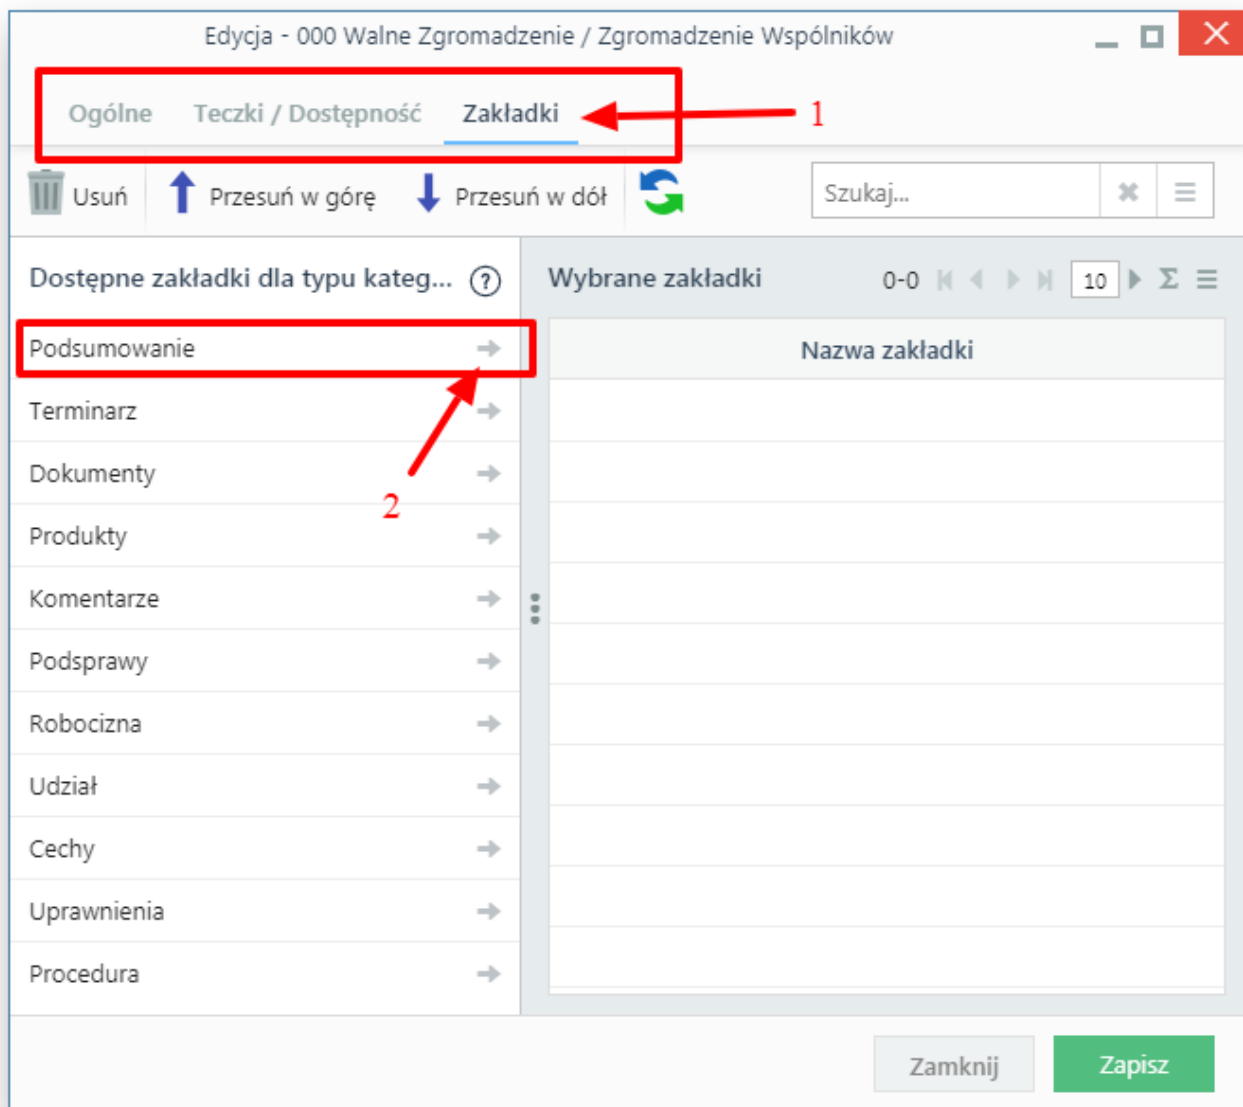 Edycja - 000 Walne Zgromadzenie / Zgromadzenie Wspólników
Ogólne Teczki / Dostępność Zakładki 1
Usuń Przesuń w górę Przesuń w dół Szukaj...
Dostępne zakładki dla typu kateg... ? Wybrane zakładki 0-0 10 Σ
Podsumowanie
Nazwa zakładki
Terminarz
Dokumenty
2
Produkty
Komentarze
Podsprawy
Robocizna
Udział
Cechy
Uprawnienia
Procedura
Zamknij Zapisz